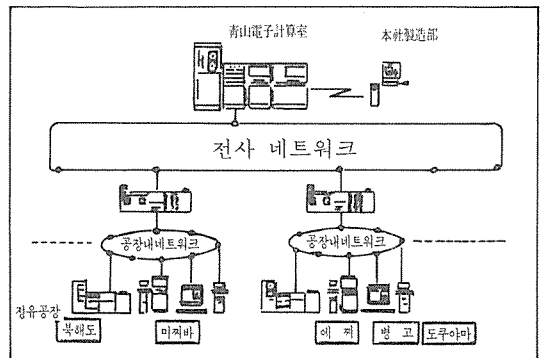 靑山電子計算室
本社製造部
전사 네트워크
공장내네트워크
공장내네트워크
정유공장
북해도
미찌바
에 찌
병 고
도쿠야마